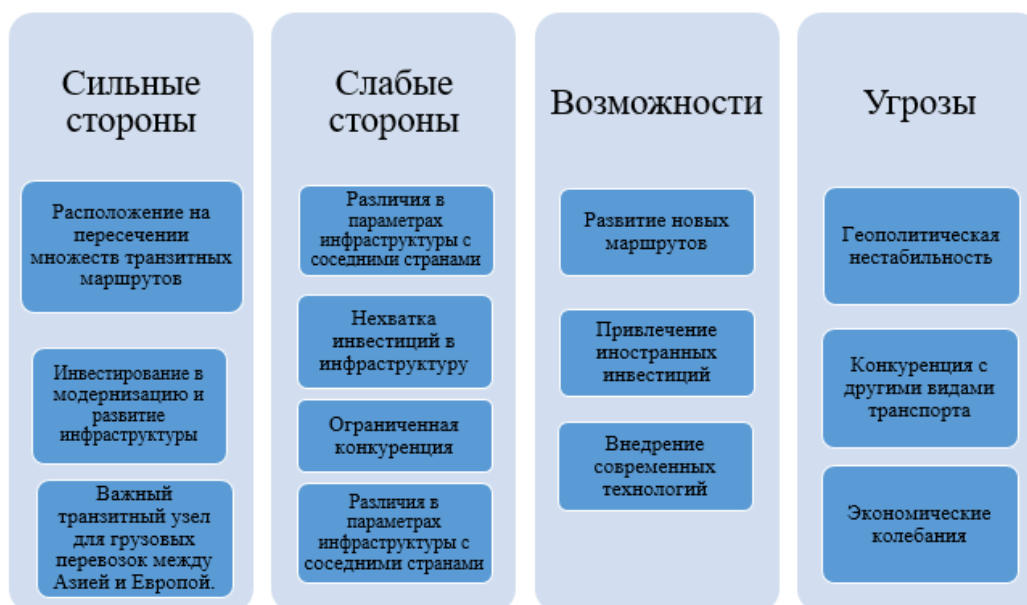 Сильные
стороны
Расположение на
пересечении
множеств транзитных
маршрутов
Инвестирование в
модернизацию и
развитие
инфраструктуры
Важный
транзитный узел
для грузовых
перевозок между
Азией и Европой.
Слабые
стороны
Различия в
параметрах
инфраструктуры с
соседними странами
Нехватка
инвестиций в
инфраструктуру
Ограниченная
конкуренция
Различия в
параметрах
инфраструктуры с
соседними странами
Возможности
Развитие новых
маршрутов
Привлечение
иностранных
инвестиций
Внедрение
современных
технологий
Угрозы
Геополитическая
нестабильность
Конкуренция с
другими видами
транспорта
Экономические
колебания